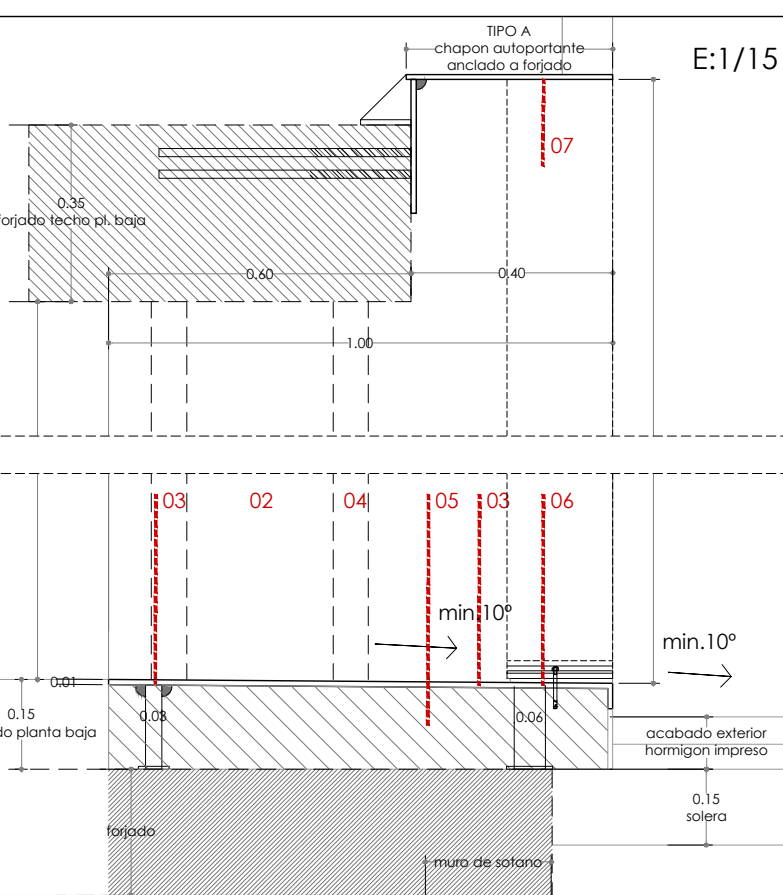 TIPO A
chapon autoportante
anclado a forjado
E:1/15
07
0.35
forjado techo pl. baja
0.60
0.40
1.00
03
02
04
05
03
06
min.10º
min.10º
0.01
0.15
do planta baja
0.03
0.06
acabado exterior
hormigon impreso
0.15
solera
forjado
muro de sotano